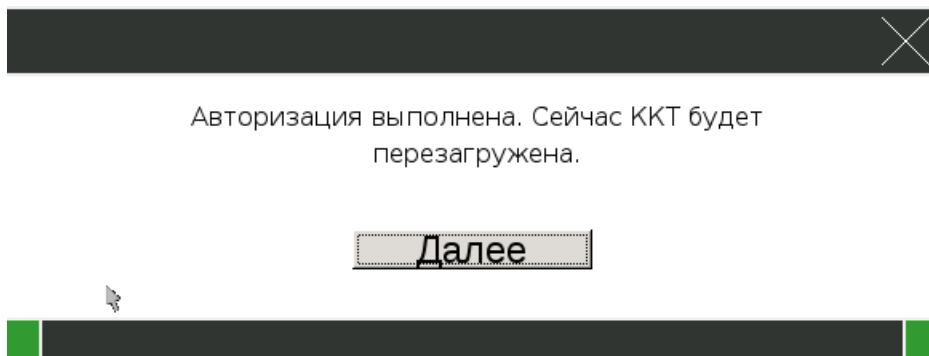 Авторизация выполнена. Сейчас ККТ будет
перезагружена.
Далее